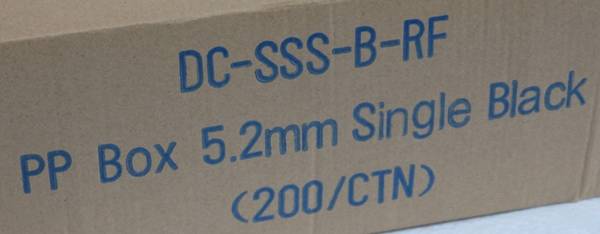 DC-SSS-B-RF
PP Box 5.2mm Single Black
(200/CTN)